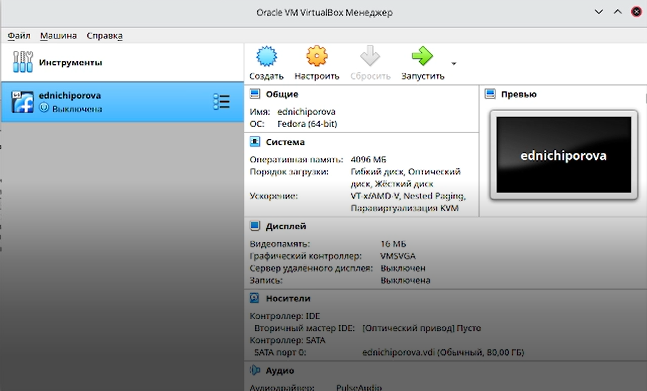 Oracle VM VirtualBox Менеджер
Файл Машина Справка
Инструменты
Создать Настроить Сбросить Запустить
ednichiporova
Выключена
Общие
Имя: ednichiporova
ОС: Fedora (64-bit)
Превью
ednichiporova
Система
Оперативная память: 4096 МБ
Порядок загрузки: Гибкий диск, Оптический
диск, Жёсткий диск
Ускорение: VT-x/AMD-V, Nested Paging,
Паравиртуализация KVM
Дисплей
Видеопамять: 16 МБ
Графический контроллер: VMSVGA
Сервер удаленного дисплея: Выключен
Запись: Выключена
Носители
Контроллер: IDE
Вторичный мастер IDE: [Оптический привод] Пусто
Контроллер: SATA
SATA порт 0: ednichiporova.vdi (Обычный, 80,00 ГБ)
Аудио
Аудиодрайвер: PulseAudio